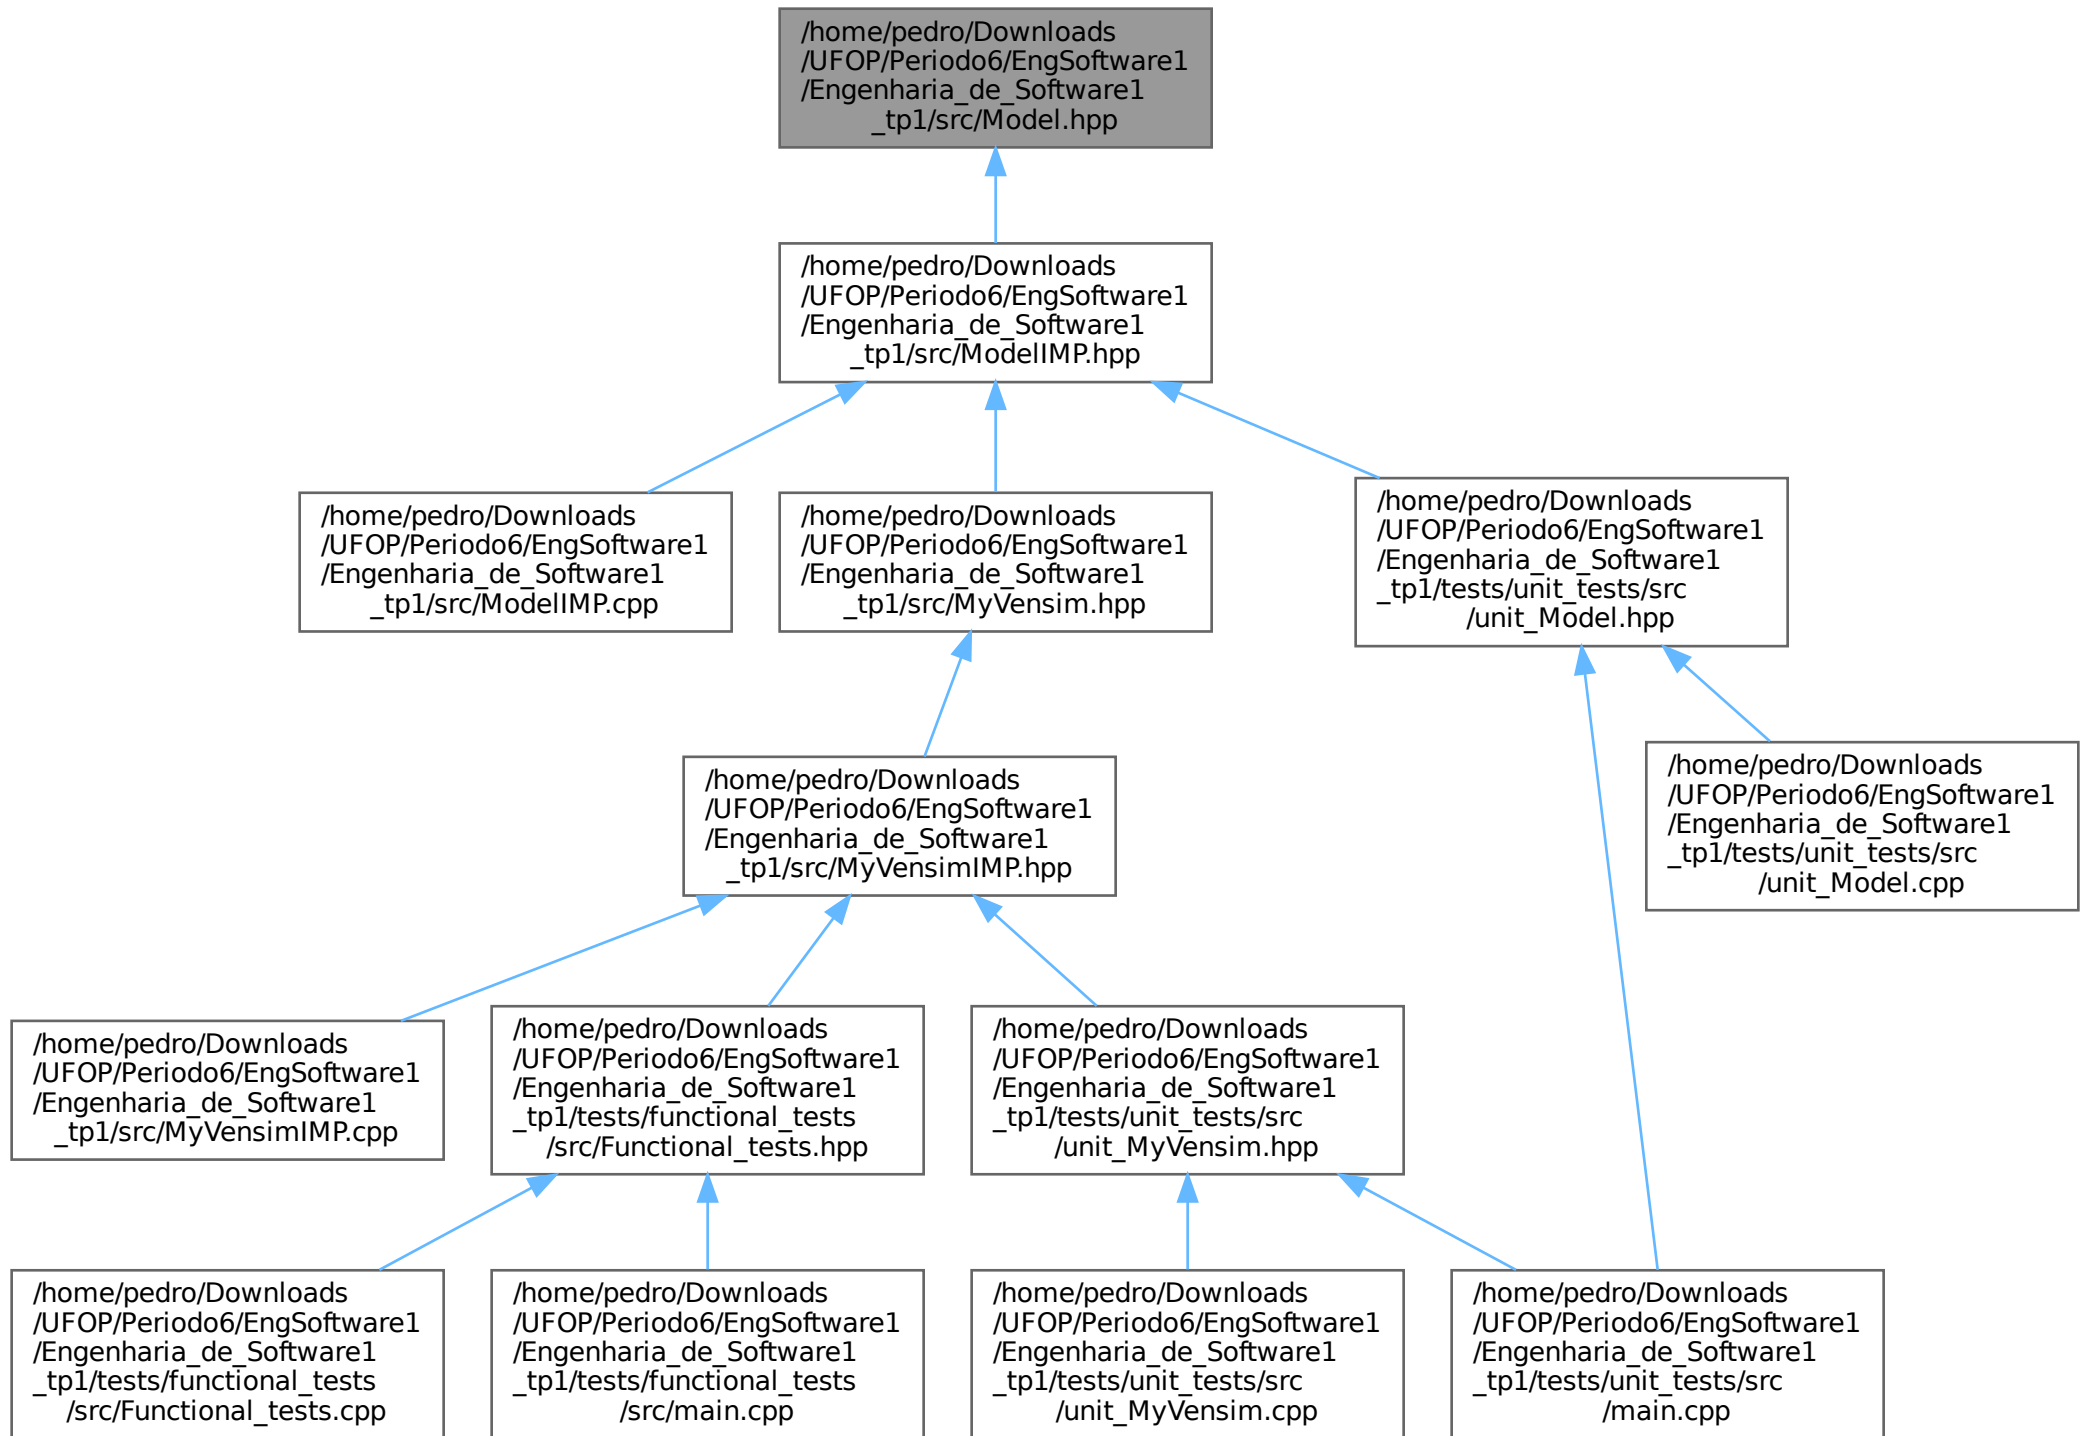 /home/pedro/Downloads
/UFOP/Periodo6/EngSoftware1
/Engenharia_de_Software1
_tp1/src/Model.hpp
/home/pedro/Downloads
/UFOP/Periodo6/EngSoftware1
/Engenharia_de_Software1
_tp1/src/ModelIMP.hpp
/home/pedro/Downloads
/UFOP/Periodo6/EngSoftware1
/Engenharia_de_Software1
_tp1/src/ModelIMP.cpp
/home/pedro/Downloads
/UFOP/Periodo6/EngSoftware1
/Engenharia_de_Software1
_tp1/src/MyVensim.hpp
/home/pedro/Downloads
/UFOP/Periodo6/EngSoftware1
/Engenharia_de_Software1
_tp1/tests/unit_tests/src
/unit_Model.hpp
/home/pedro/Downloads
/UFOP/Periodo6/EngSoftware1
/Engenharia_de_Software1
_tp1/src/MyVensimIMP.hpp
/home/pedro/Downloads
/UFOP/Periodo6/EngSoftware1
/Engenharia_de_Software1
_tp1/tests/unit_tests/src
/unit_Model.cpp
/home/pedro/Downloads
/UFOP/Periodo6/EngSoftware1
/Engenharia_de_Software1
_tp1/src/MyVensimIMP.cpp
/home/pedro/Downloads
/UFOP/Periodo6/EngSoftware1
/Engenharia_de_Software1
_tp1/tests/functional_tests
/src/Functional_tests.hpp
/home/pedro/Downloads
/UFOP/Periodo6/EngSoftware1
/Engenharia_de_Software1
_tp1/tests/unit_tests/src
/unit_MyVensim.hpp
/home/pedro/Downloads
/UFOP/Periodo6/EngSoftware1
/Engenharia_de_Software1
_tp1/tests/functional_tests
/src/Functional_tests.cpp
/home/pedro/Downloads
/UFOP/Periodo6/EngSoftware1
/Engenharia_de_Software1
_tp1/tests/functional_tests
/src/main.cpp
/home/pedro/Downloads
/UFOP/Periodo6/EngSoftware1
/Engenharia_de_Software1
_tp1/tests/unit_tests/src
/unit_MyVensim.cpp
/home/pedro/Downloads
/UFOP/Periodo6/EngSoftware1
/Engenharia_de_Software1
_tp1/tests/unit_tests/src
/main.cpp